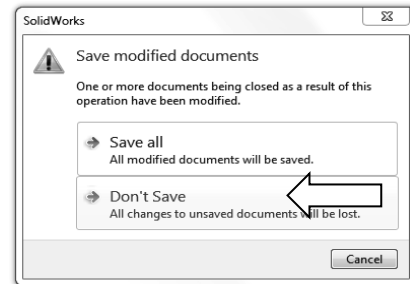 SolidWorks
Save modified documents
One or more documents being closed as a result of this
operation have been modified.
Save all
All modified documents will be saved.
Don't Save
All changes to unsaved documents will be lost.
Cancel